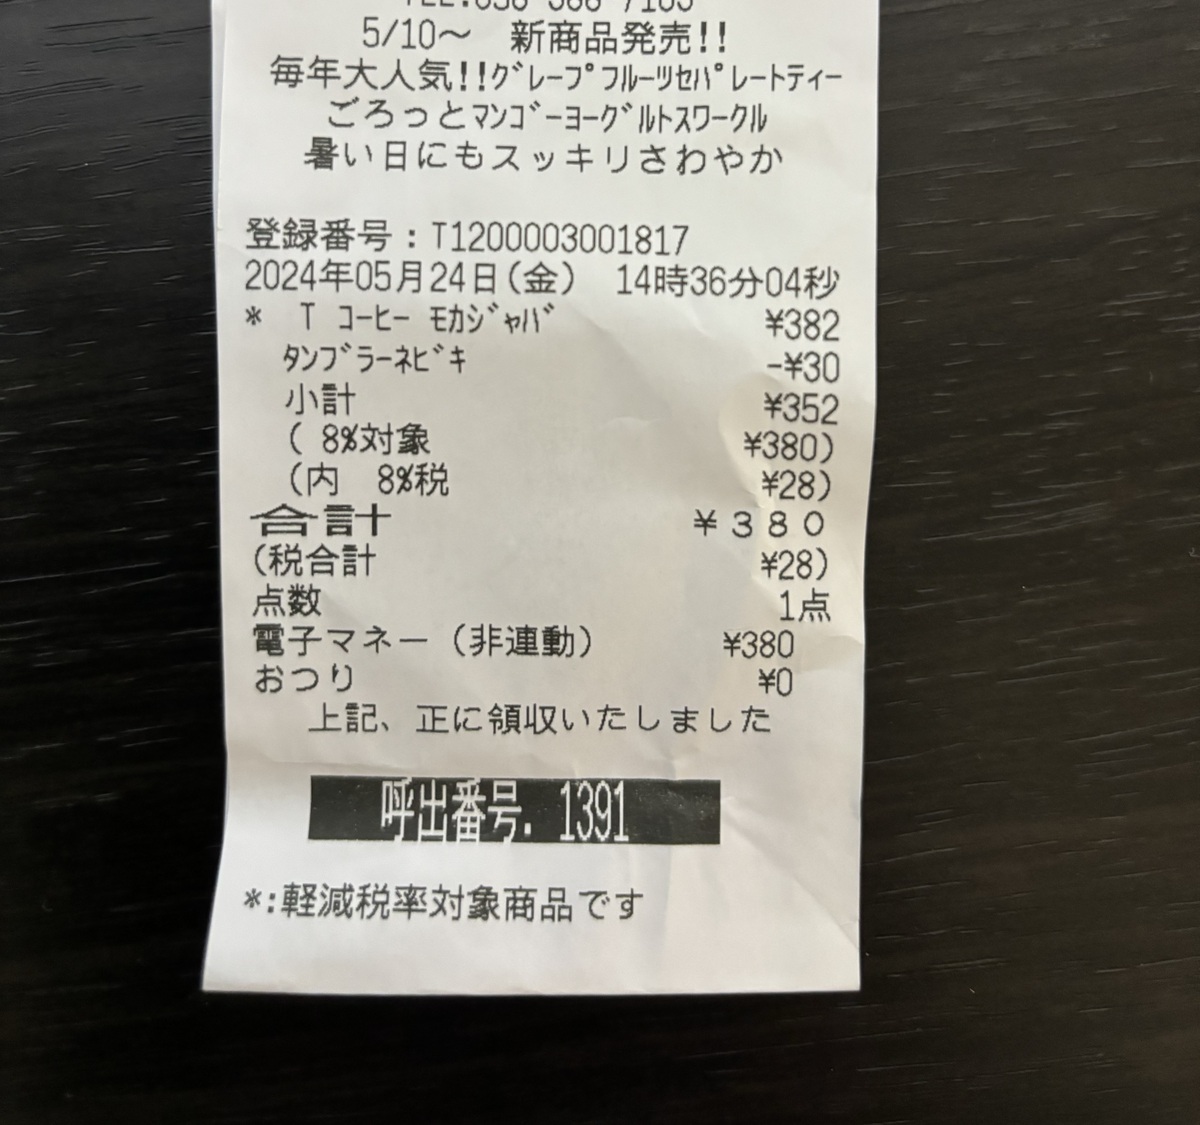 5/10～　新商品発売!!
毎年大人気!!ｸﾞﾚｰﾌﾟﾌﾙｰﾂｾﾊﾟﾚｰﾄティー
ごろっとﾏﾝｺﾞｰﾖｰｸﾞﾙﾄｽﾜｰｸﾙ
暑い日にもスッキリさわやか
登録番号：T1200003001817
2024年05月24日(金)　14時36分04秒
*　T ｺｰﾋｰ ﾓｶｼﾞｬﾊﾞ　¥382
ﾀﾝﾌﾞﾗｰﾈﾋﾞｷ　-¥30
小計　¥352
( 8%対象　¥380)
(内　8%税　¥28)
合計　￥３８０
(税合計　¥28)
点数　1点
電子マネー（非連動）　¥380
おつり　¥0
上記、正に領収いたしました
呼出番号. 1391
*:軽減税率対象商品です